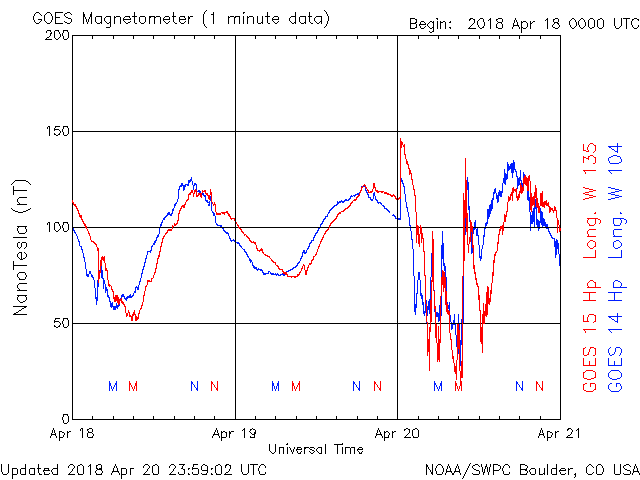 GOES Magnetometer (1 minute data)
Begin: 2018 Apr 18 0000 UTC
200
150
100
50
0
NanoTesla (nT)
M M N N M M N N M M N N
Apr 18 Apr 19 Apr 20 Apr 21
Universal Time
GOES 15 Hp Long. W 135
GOES 14 Hp Long. W 104
Updated 2018 Apr 20 23:59:02 UTC
NOAA/SWPC Boulder, CO USA